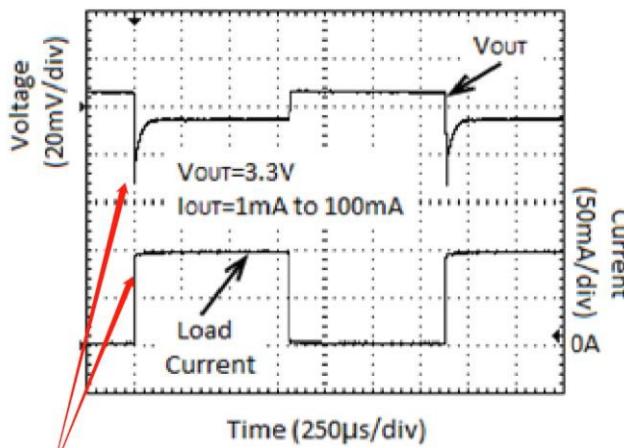 VOUT
Voltage
(20mV/div)
VOUT=3.3V
IOUT=1mA to 100mA
Current
(50mA/div)
Load
Current
0A
Time (250µs/div)